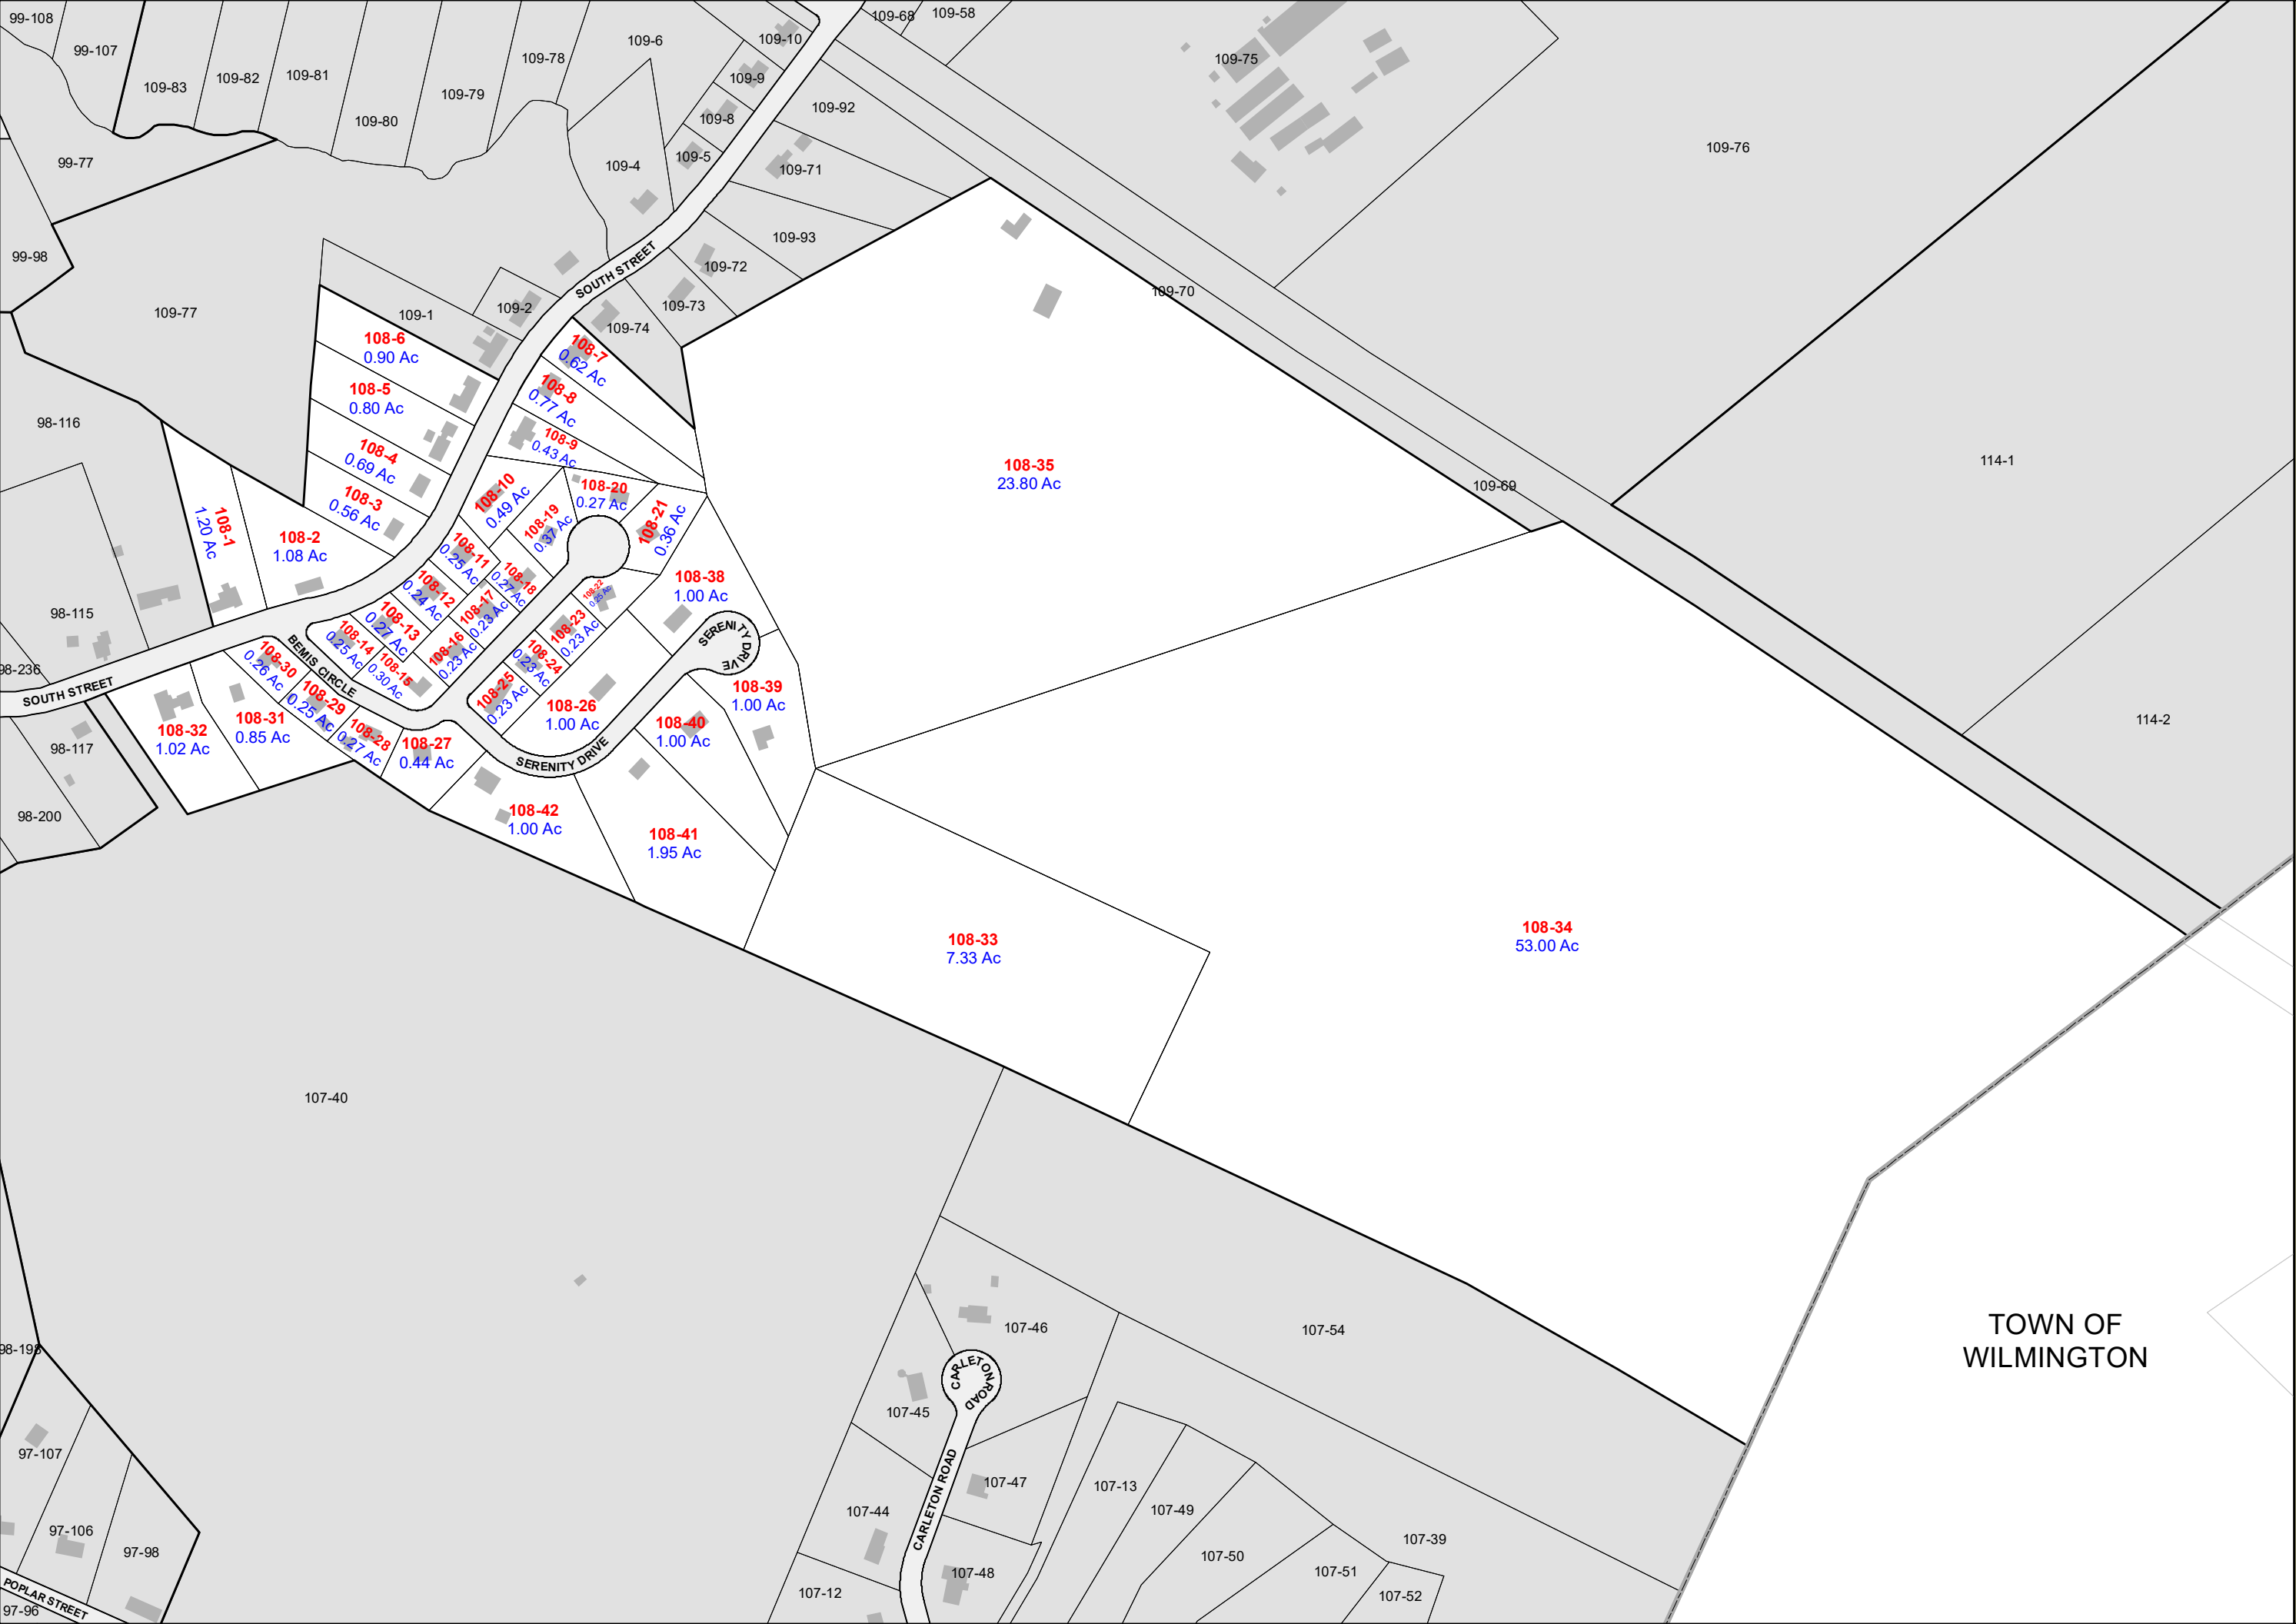 99-108
99-107
109-83
109-82
109-81
109-80
109-79
109-78
109-6
109-10
109-9
109-8
109-5
109-4
109-68
109-58
109-92
109-71
109-93
109-72
109-73
109-74
109-75
109-76
99-77
99-98
109-77
109-1
109-2
SOUTH STREET
109-70
109-69
114-1
114-2
98-116
98-115
98-236
SOUTH STREET
98-117
98-200
108-6
0.90 Ac
108-5
0.80 Ac
108-4
0.69 Ac
108-3
0.56 Ac
108-2
1.08 Ac
108-1
1.20 Ac
108-7
0.62 Ac
108-8
0.77 Ac
108-9
0.43 Ac
108-10
0.49 Ac
108-20
0.27 Ac
108-19
0.37 Ac
108-21
0.36 Ac
108-11
0.25 Ac
108-18
0.27 Ac
108-12
0.24 Ac
108-17
0.23 Ac
108-22
0.25 Ac
108-13
0.27 Ac
108-16
0.23 Ac
108-23
0.23 Ac
108-14
0.25 Ac
108-15
0.30 Ac
108-24
0.23 Ac
108-25
0.23 Ac
108-26
1.00 Ac
108-38
1.00 Ac
SERENITY DRIVE
108-39
1.00 Ac
108-40
1.00 Ac
BEMIS CIRCLE
108-30
0.26 Ac
108-29
0.25 Ac
108-28
0.27 Ac
108-27
0.44 Ac
SERENITY DRIVE
108-32
1.02 Ac
108-31
0.85 Ac
108-42
1.00 Ac
108-41
1.95 Ac
108-35
23.80 Ac
108-33
7.33 Ac
108-34
53.00 Ac
107-40
107-54
TOWN OF
WILMINGTON
107-46
CARLETON ROAD
107-45
107-47
CARLETON ROAD
107-44
107-48
107-12
107-13
107-49
107-50
107-51
107-39
107-52
98-198
97-107
97-106
97-98
POPLAR STREET
97-96